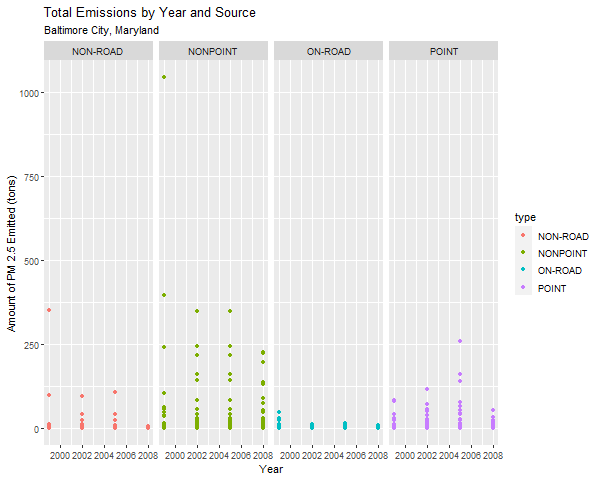 Total Emissions by Year and Source
Baltimore City, Maryland
NON-ROAD NONPOINT ON-ROAD POINT
Amount of PM 2.5 Emitted (tons)
1000
750
500
250
0
2000 2002 2004 2006 2008 2000 2002 2004 2006 2008 2000 2002 2004 2006 2008 2000 2002 2004 2006 2008
Year
type
NON-ROAD
NONPOINT
ON-ROAD
POINT